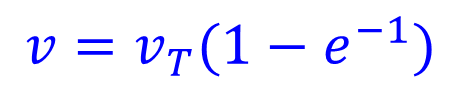 v = v_T(1 − e^{−1})